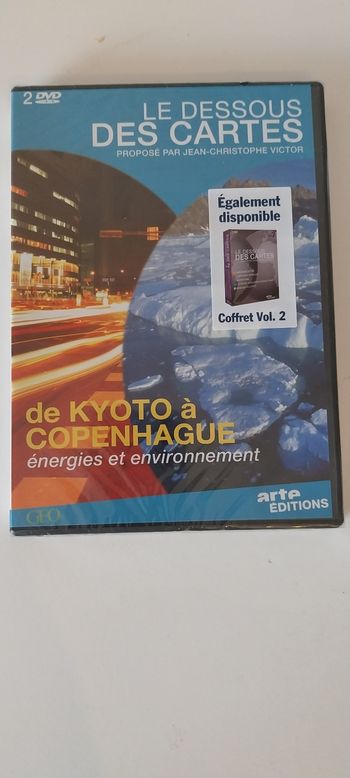 2 DVD
LE DESSOUS
DES CARTES
PROPOSÉ PAR JEAN-CHRISTOPHE VICTOR
Également
disponible
LE DESSOUS
DES CARTES
Coffret Vol. 2
de KYOTO à
COPENHAGUE
énergies et environnement
GEO
arte
ÉDITIONS